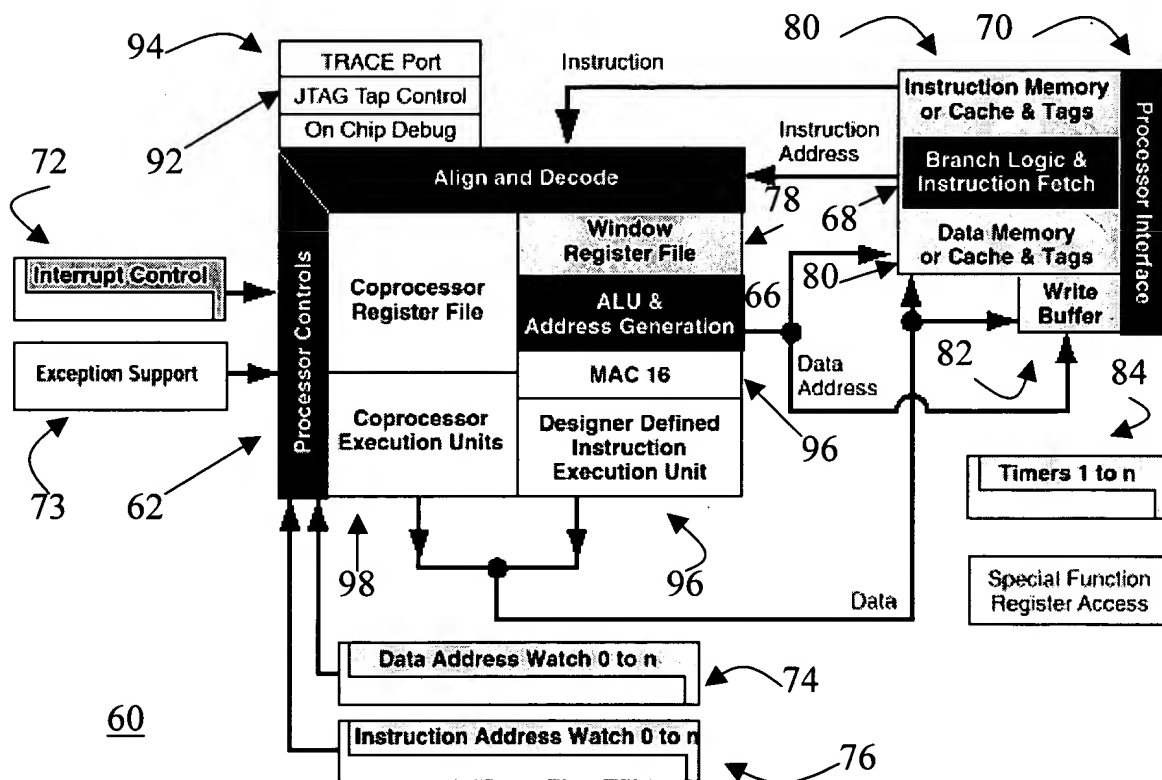 94
TRACE Port
JTAG Tap Control
On Chip Debug
92
Instruction
80
70
Instruction Memory
or Cache & Tags
Processor Interface
Instruction
Address
Branch Logic &
Instruction Fetch
68
Data Memory
or Cache & Tags
80
Write
Buffer
82
84
72
Interrupt Control
Exception Support
73
62
Processor Controls
Align and Decode
78
Window
Register File
Coprocessor
Register File
66
ALU &
Address Generation
MAC 16
Data
Address
96
Coprocessor
Execution Units
Designer Defined
Instruction
Execution Unit
98
96
Data
Timers 1 to n
Special Function
Register Access
Data Address Watch 0 to n
74
60
Instruction Address Watch 0 to n
76